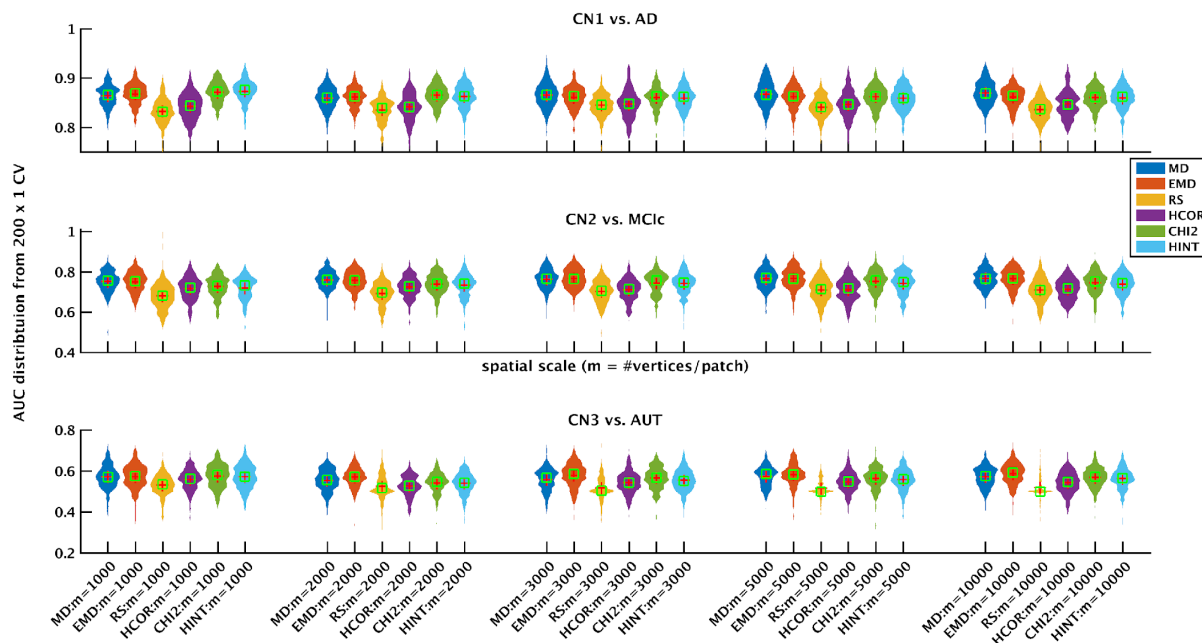 CN1 vs. AD
1
0.9
0.8
MD
EMD
RS
HCOR
CHI2
HINT
AUC distribtuion from 200 x 1 CV
CN2 vs. MCIc
1
0.8
0.6
0.4
spatial scale (m = #vertices/patch)
CN3 vs. AUT
0.8
0.6
0.4
0.2
MD:m=1000
EMD:m=1000
RS:m=1000
HCOR:m=1000
CHI2:m=1000
HINT:m=1000
MD:m=2000
EMD:m=2000
RS:m=2000
HCOR:m=2000
CHI2:m=2000
HINT:m=2000
MD:m=3000
EMD:m=3000
RS:m=3000
HCOR:m=3000
CHI2:m=3000
HINT:m=3000
MD:m=5000
EMD:m=5000
RS:m=5000
HCOR:m=5000
CHI2:m=5000
HINT:m=5000
MD:m=10000
EMD:m=10000
RS:m=10000
HCOR:m=10000
CHI2:m=10000
HINT:m=10000